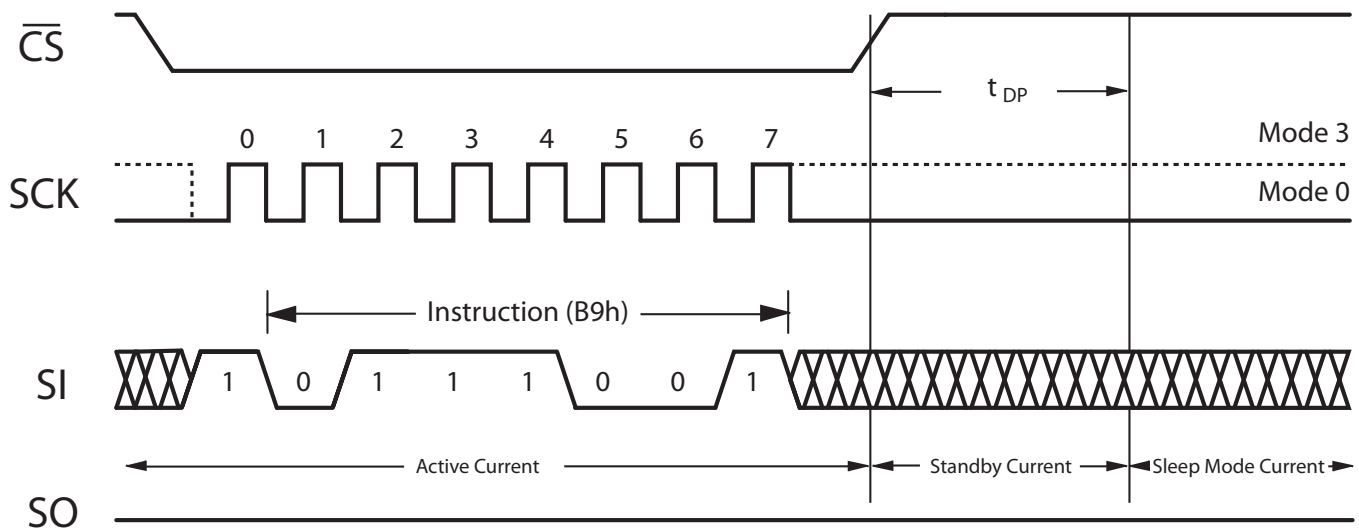 CS
t DP
0 1 2 3 4 5 6 7
Mode 3
SCK
Mode 0
Instruction (B9h)
SI
1 0 1 1 1 0 0 1
Active Current
Standby Current
Sleep Mode Current
SO